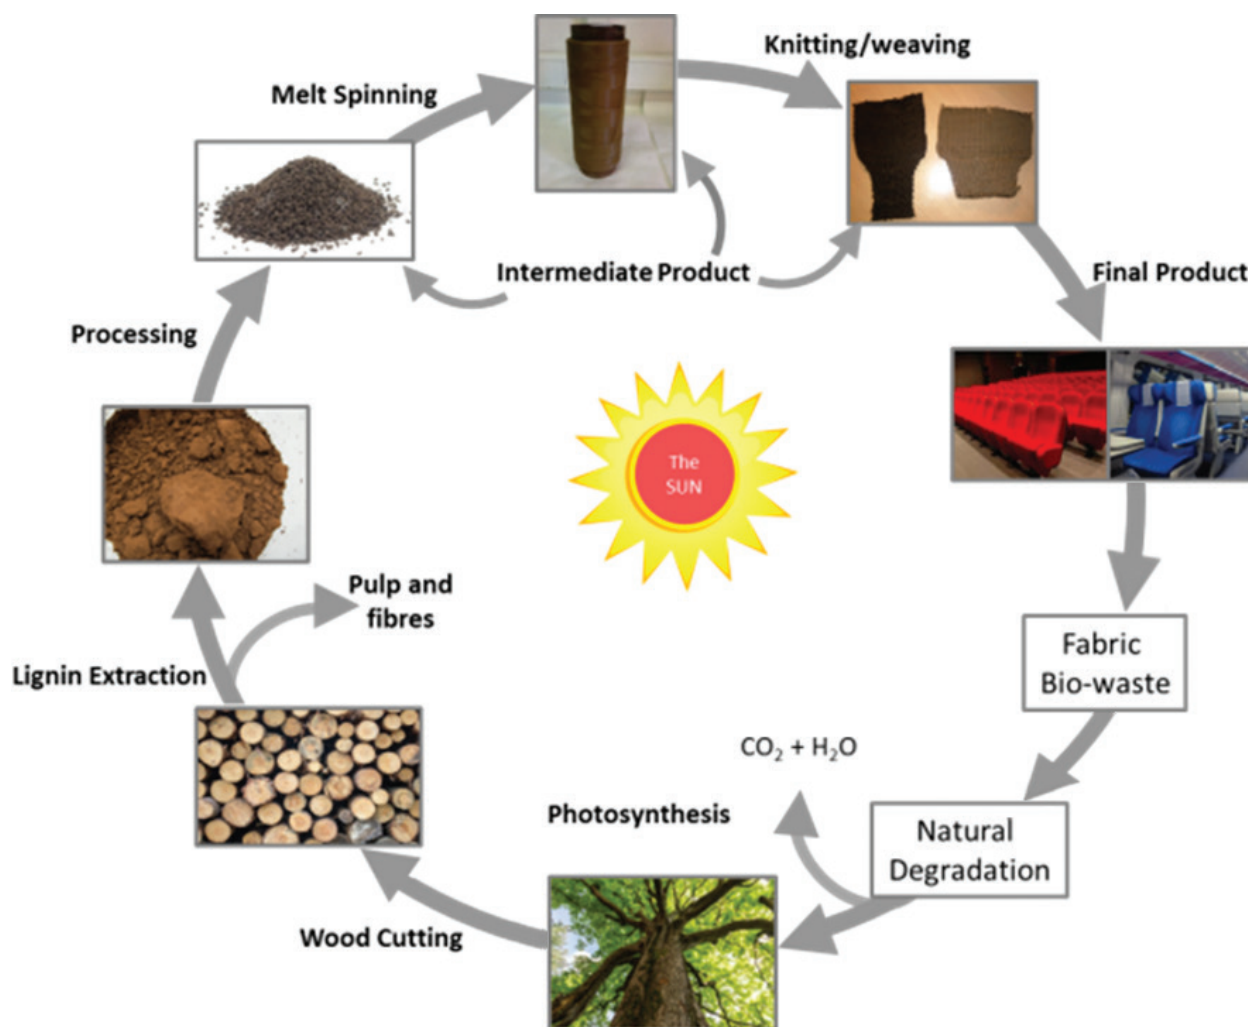 Knitting/weaving
Melt Spinning
Intermediate Product
Final Product
Processing
The
SUN
Pulp and
fibres
Lignin Extraction
Fabric
Bio-waste
CO₂ + H₂O
Photosynthesis
Natural
Degradation
Wood Cutting